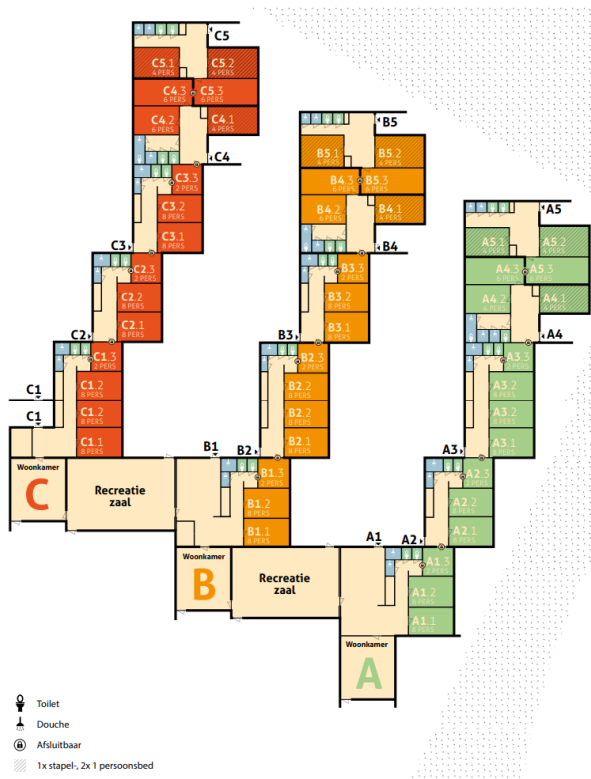 C5
C5.1 C5.2
4 PERS 4 PERS
C4.3 C5.3
6 PERS 6 PERS
C4.2 C4.1
6 PERS 4 PERS
C4
C3.3
2 PERS
C3.2
8 PERS
C3.1
8 PERS
C3
C2.3
2 PERS
C2.2
8 PERS
C2.1
8 PERS
C2
C1.3
2 PERS
C1.2
8 PERS
C1.2
8 PERS
C1.1
8 PERS
C1
C1
Woonkamer
C
Recreatie
zaal
B5
B5.1 B5.2
4 PERS 4 PERS
B4.3 B5.3
6 PERS 6 PERS
B4.2 B4.1
6 PERS 4 PERS
B4
B3.3
2 PERS
B3.2
8 PERS
B3.1
8 PERS
B3
B2.3
2 PERS
B2.2
8 PERS
B2.2
8 PERS
B2.1
8 PERS
B1 B2
B1.3
2 PERS
B1.2
8 PERS
B1.1
8 PERS
Woonkamer
B
Recreatie
zaal
A5
A5.1 A5.2
4 PERS 4 PERS
A4.3 A5.3
6 PERS 6 PERS
A4.2 A4.1
6 PERS 4 PERS
A4
A3.3
2 PERS
A3.2
8 PERS
A3.2
8 PERS
A3.1
8 PERS
A3
A2.3
2 PERS
A2.2
8 PERS
A2.1
8 PERS
A1 A2
A1.3
2 PERS
A1.2
8 PERS
A1.1
8 PERS
Woonkamer
A
Toilet
Douche
Afsluitbaar
1x stapel-, 2x 1 persoonsbed